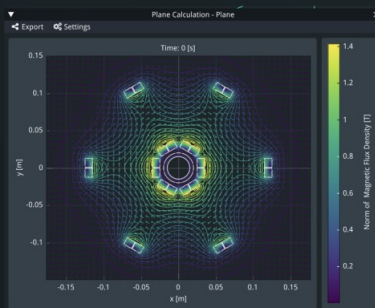 Plane Calculation - Plane
Export Settings
Time: 0 [s]
0.15
0.1
0.05
0
-0.05
-0.1
-0.15 -0.1 -0.05 0 0.05 0.1 0.15
x [m]
y [m]
1.4
1.2
1
0.8
0.6
0.4
0.2
Norm of Magnetic Flux Density [T]